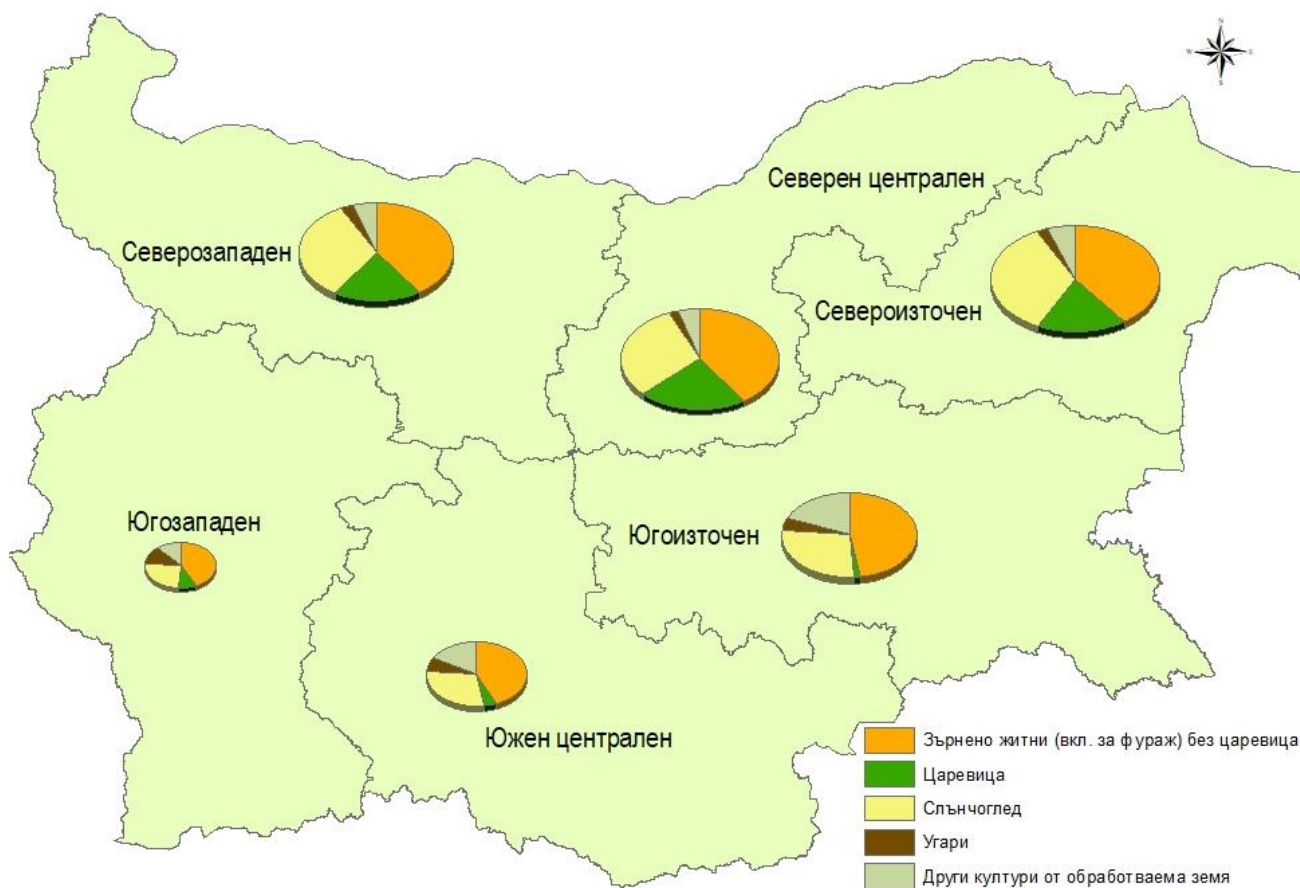 N
W
E
S
Северен централен
Северозападен
Североизточен
Югозападен
Югоизточен
Южен централен
Зърнено житни (вкл. за фураж) без царевица
Царевица
Слънчоглед
Угари
Други култури от обработваема земя